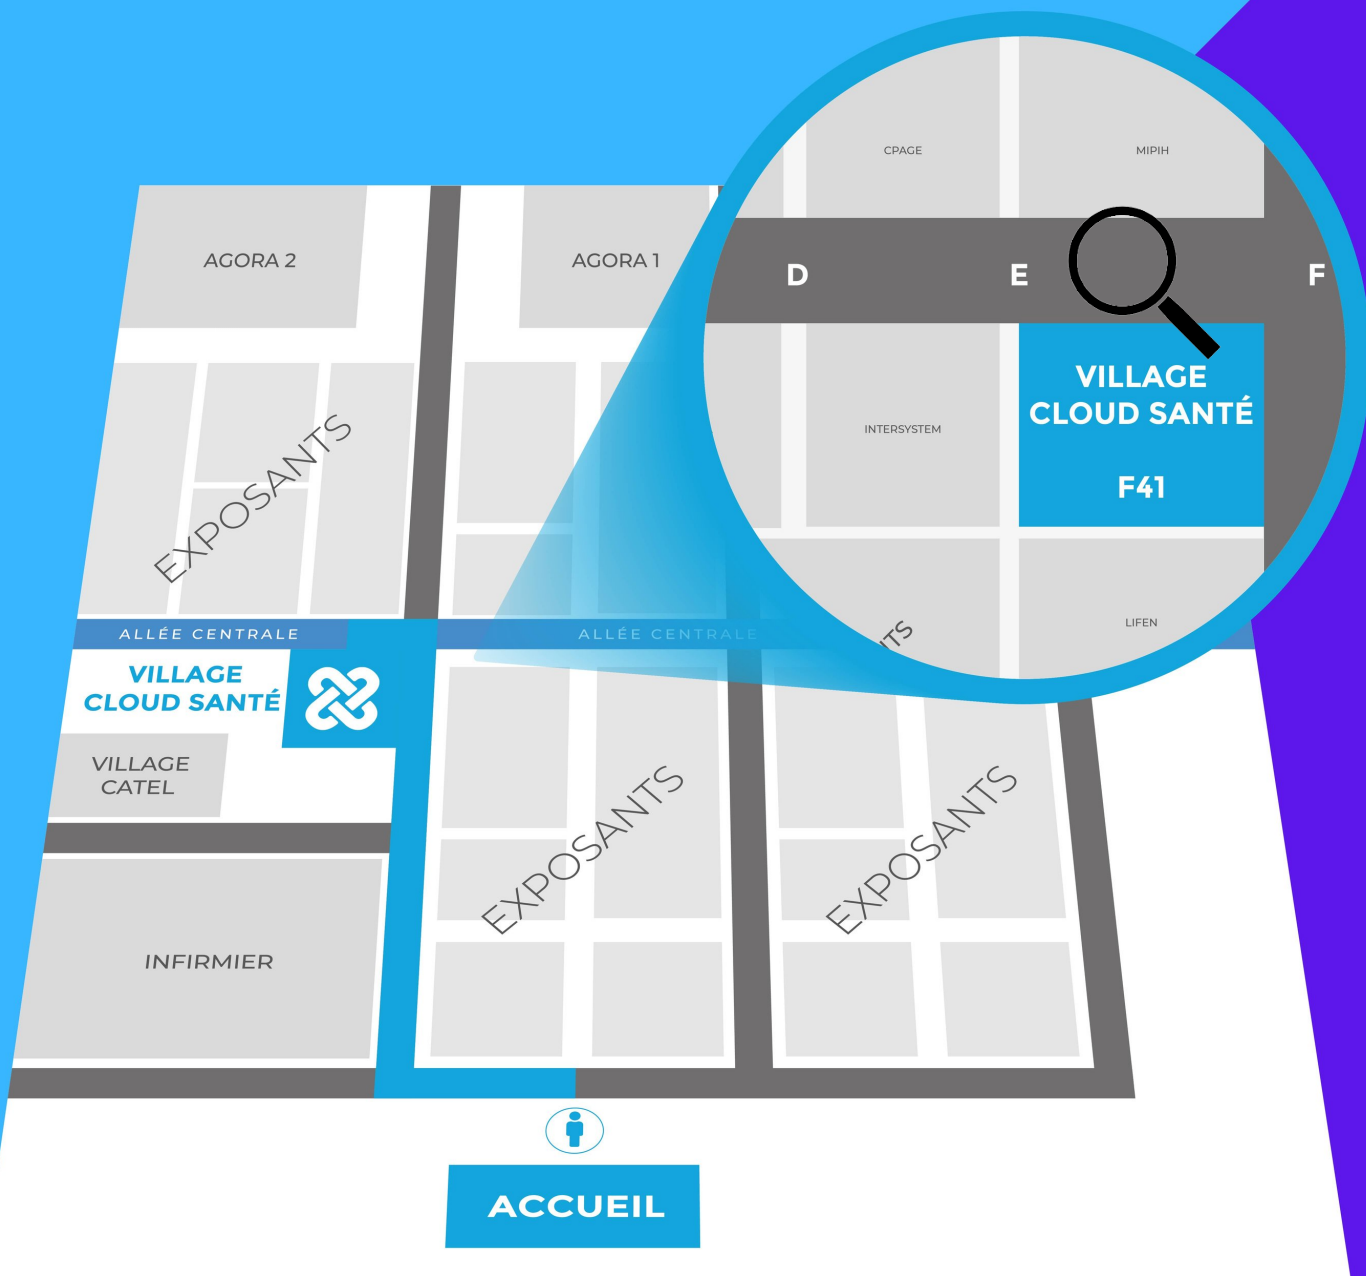 CPAGE
MIPIH
D
E
F
VILLAGE
CLOUD SANTÉ
F41
INTERSYSTEM
LIFEN
AGORA 2
AGORA 1
EXPOSANTS
ALLÉE CENTRALE
ALLÉE CENTRALE
VILLAGE
CLOUD SANTÉ
VILLAGE
CATEL
EXPOSANTS
EXPOSANTS
INFIRMIER
ACCUEIL